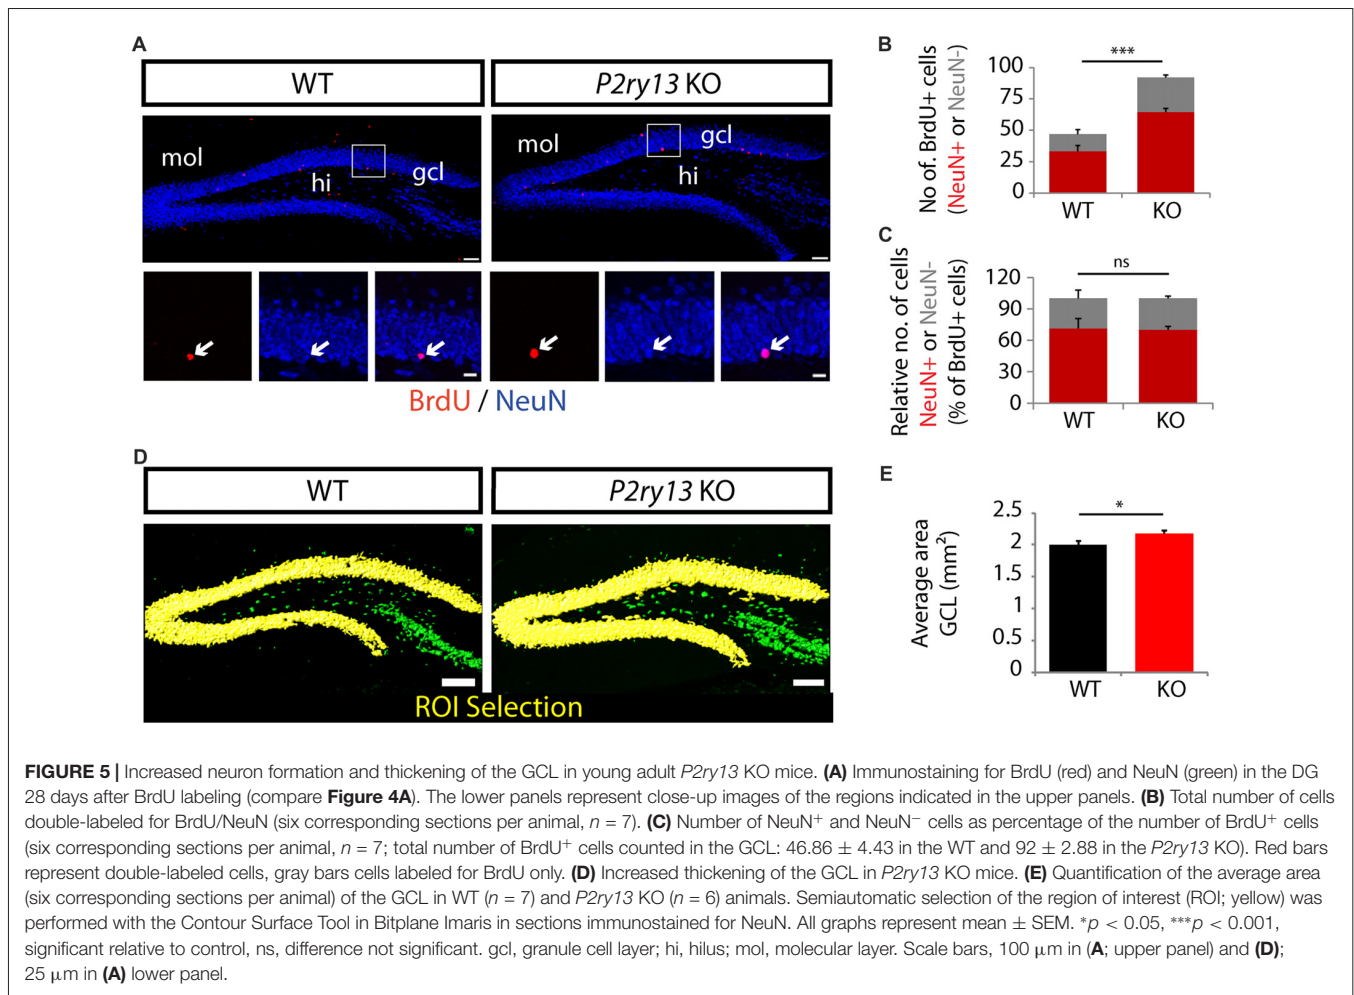 A
WT
P2ry13 KO
mol
hi
gcl
mol
gcl
hi
BrdU / NeuN
B
No of. BrdU+ cells
(NeuN+ or NeuN-)
100
75
50
25
0
***
WT
KO
C
Relative no. of cells
NeuN+ or NeuN-
(% of BrdU+ cells)
120
90
60
30
0
ns
WT
KO
D
WT
P2ry13 KO
ROI Selection
E
Average area
GCL (mm²)
2.5
2
1.5
1
0.5
0
*
WT
KO
FIGURE 5 | Increased neuron formation and thickening of the GCL in young adult P2ry13 KO mice. (A) Immunostaining for BrdU (red) and NeuN (green) in the DG
28 days after BrdU labeling (compare Figure 4A). The lower panels represent close-up images of the regions indicated in the upper panels. (B) Total number of cells
double-labeled for BrdU/NeuN (six corresponding sections per animal, n = 7). (C) Number of NeuN⁺ and NeuN⁻ cells as percentage of the number of BrdU⁺ cells
(six corresponding sections per animal, n = 7; total number of BrdU⁺ cells counted in the GCL: 46.86 ± 4.43 in the WT and 92 ± 2.88 in the P2ry13 KO). Red bars
represent double-labeled cells, gray bars cells labeled for BrdU only. (D) Increased thickening of the GCL in P2ry13 KO mice. (E) Quantification of the average area
(six corresponding sections per animal) of the GCL in WT (n = 7) and P2ry13 KO (n = 6) animals. Semiautomatic selection of the region of interest (ROI; yellow) was
performed with the Contour Surface Tool in Bitplane Imaris in sections immunostained for NeuN. All graphs represent mean ± SEM. *p < 0.05, ***p < 0.001,
significant relative to control, ns, difference not significant. gcl, granule cell layer; hi, hilus; mol, molecular layer. Scale bars, 100 μm in (A; upper panel) and (D);
25 μm in (A) lower panel.